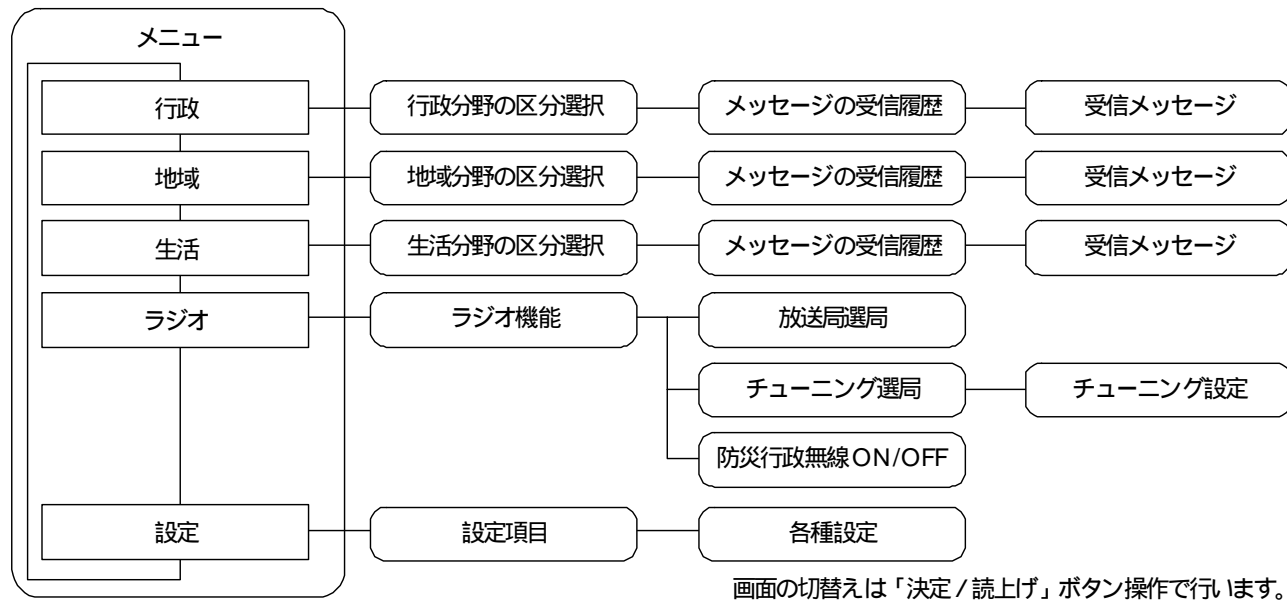 メニュー
行政
行政分野の区分選択
メッセージの受信履歴
受信メッセージ
地域
地域分野の区分選択
メッセージの受信履歴
受信メッセージ
生活
生活分野の区分選択
メッセージの受信履歴
受信メッセージ
ラジオ
ラジオ機能
放送局選局
チューニング選局
チューニング設定
防災行政無線ON/OFF
設定
設定項目
各種設定
画面の切替えは「決定/読上げ」ボタン操作で行います。